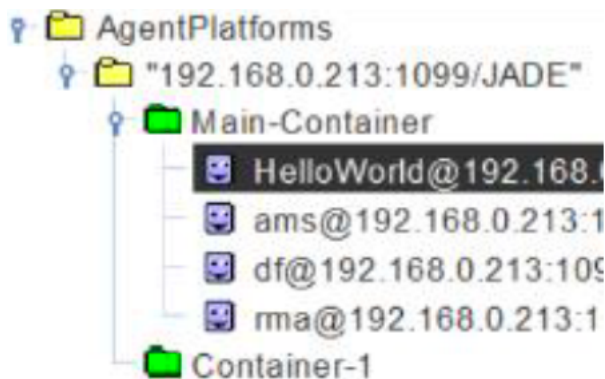 AgentPlatforms
"192.168.0.213:1099/JADE"
Main-Container
HelloWorld@192.168.
ams@192.168.0.213:1
df@192.168.0.213:109
rma@192.168.0.213:1
Container-1